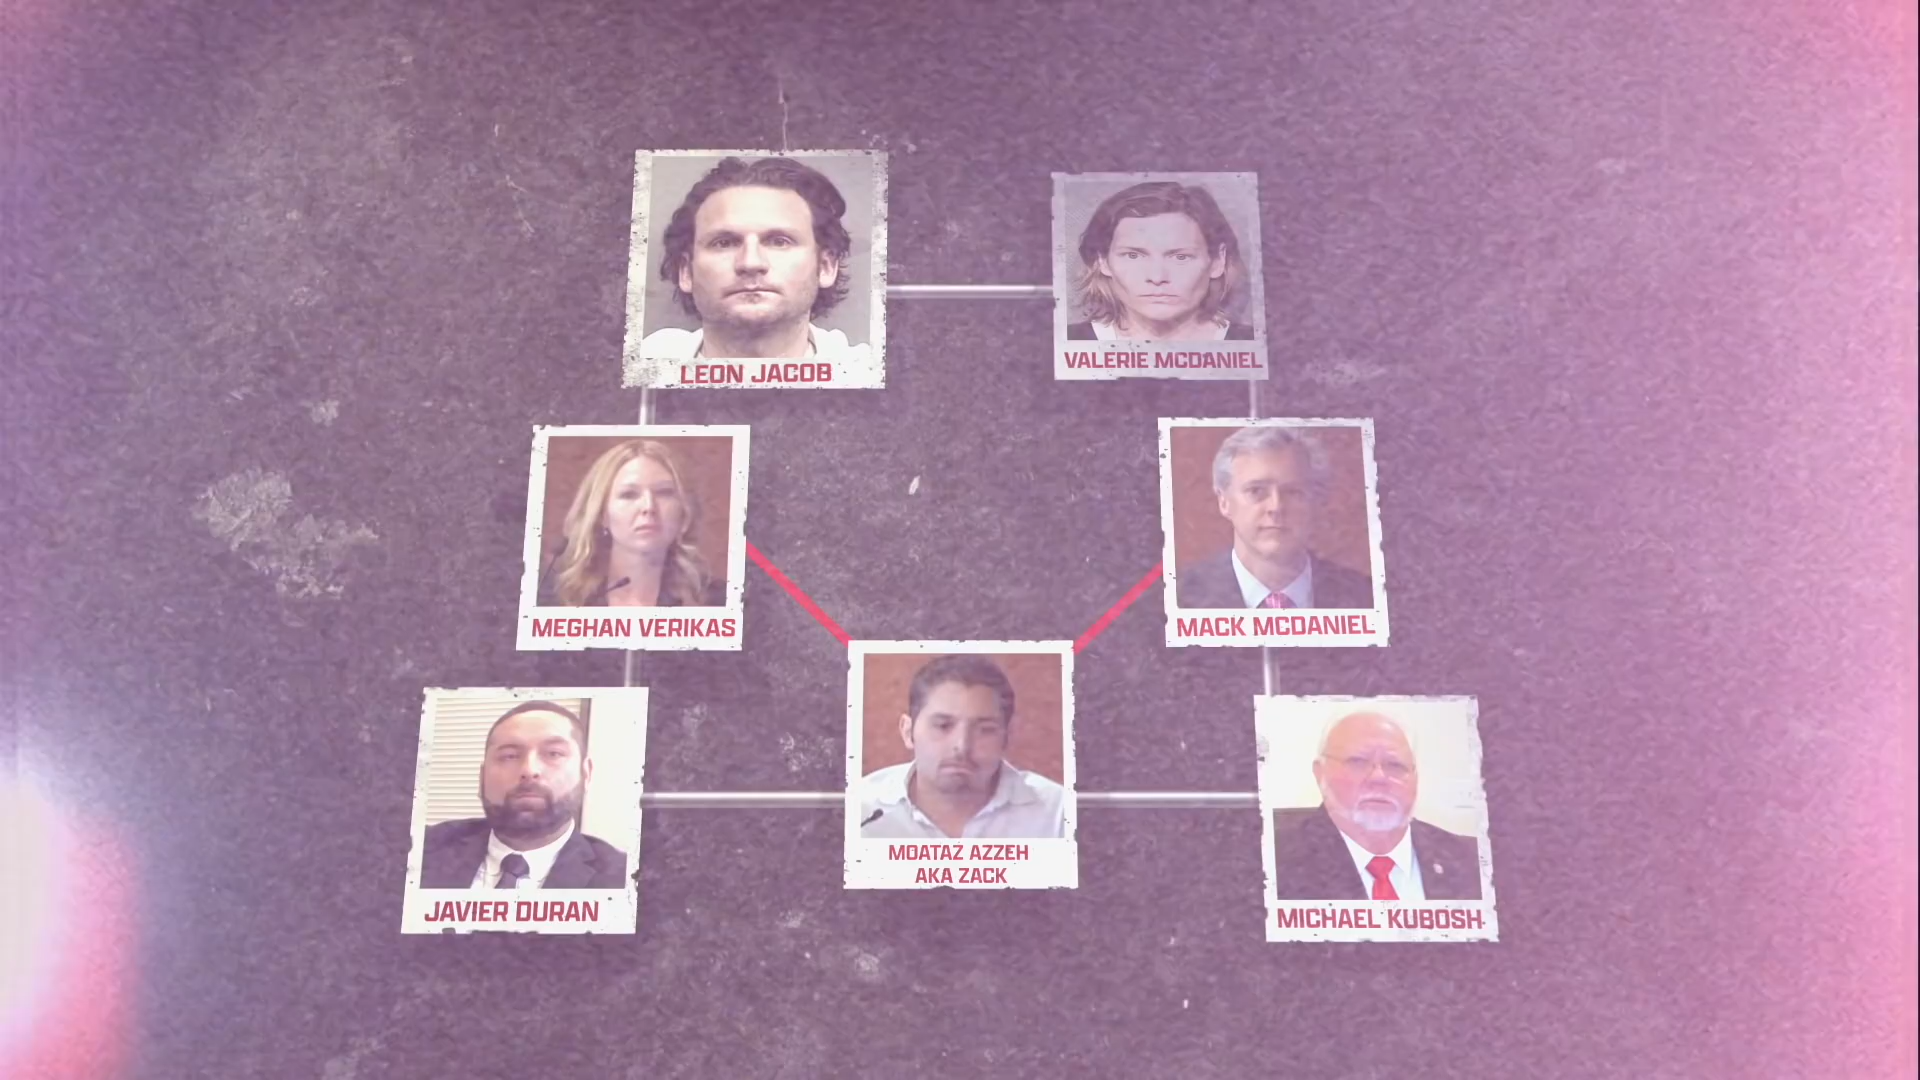 LEON JACOB
VALERIE MCDANIEL
MEGHAN VERIKAS
MACK MCDANIEL
MOATAZ AZZEH
AKA ZACK
JAVIER DURAN
MICHAEL KUBOSH